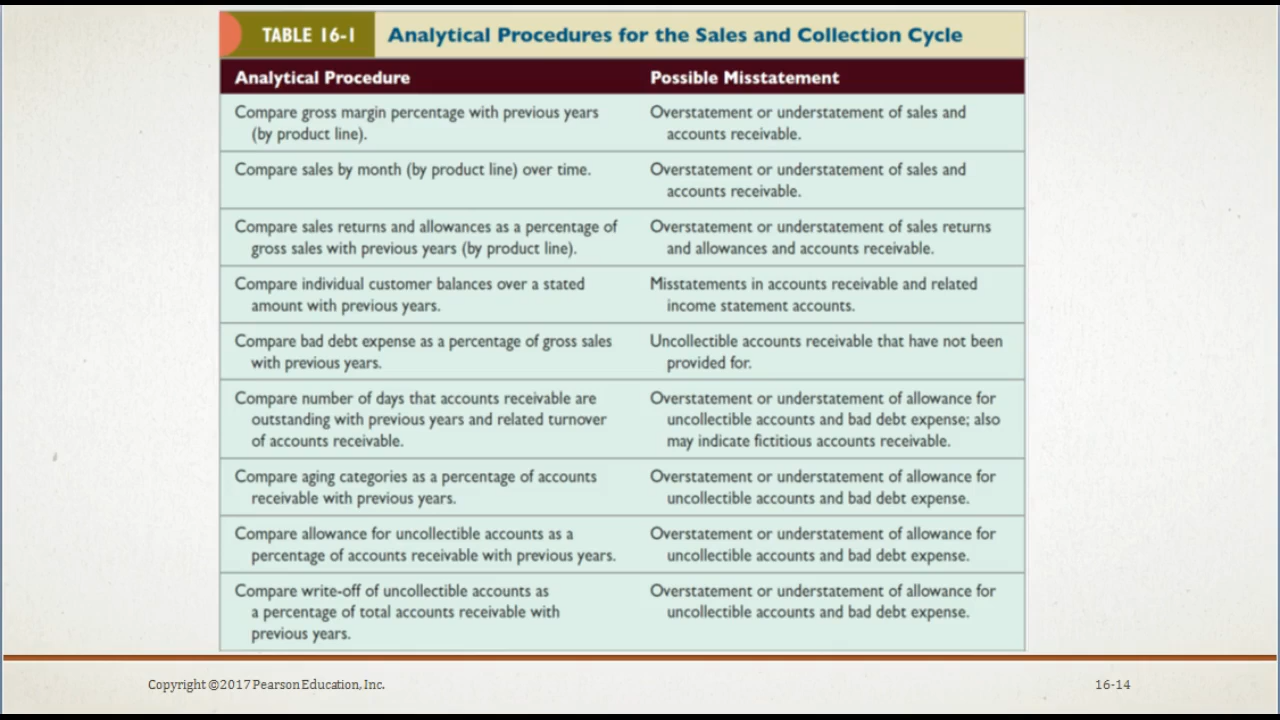 TABLE 16-1 Analytical Procedures for the Sales and Collection Cycle
Analytical Procedure Possible Misstatement
Compare gross margin percentage with previous years
(by product line).
Overstatement or understatement of sales and
accounts receivable.
Compare sales by month (by product line) over time.
Overstatement or understatement of sales and
accounts receivable.
Compare sales returns and allowances as a percentage of
gross sales with previous years (by product line).
Overstatement or understatement of sales returns
and allowances and accounts receivable.
Compare individual customer balances over a stated
amount with previous years.
Misstatements in accounts receivable and related
income statement accounts.
Compare bad debt expense as a percentage of gross sales
with previous years.
Uncollectible accounts receivable that have not been
provided for.
Compare number of days that accounts receivable are
outstanding with previous years and related turnover
of accounts receivable.
Overstatement or understatement of allowance for
uncollectible accounts and bad debt expense; also
may indicate fictitious accounts receivable.
Compare aging categories as a percentage of accounts
receivable with previous years.
Overstatement or understatement of allowance for
uncollectible accounts and bad debt expense.
Compare allowance for uncollectible accounts as a
percentage of accounts receivable with previous years.
Overstatement or understatement of allowance for
uncollectible accounts and bad debt expense.
Compare write-off of uncollectible accounts as
a percentage of total accounts receivable with
previous years.
Overstatement or understatement of allowance for
uncollectible accounts and bad debt expense.
Copyright ©2017 Pearson Education, Inc.
16-14